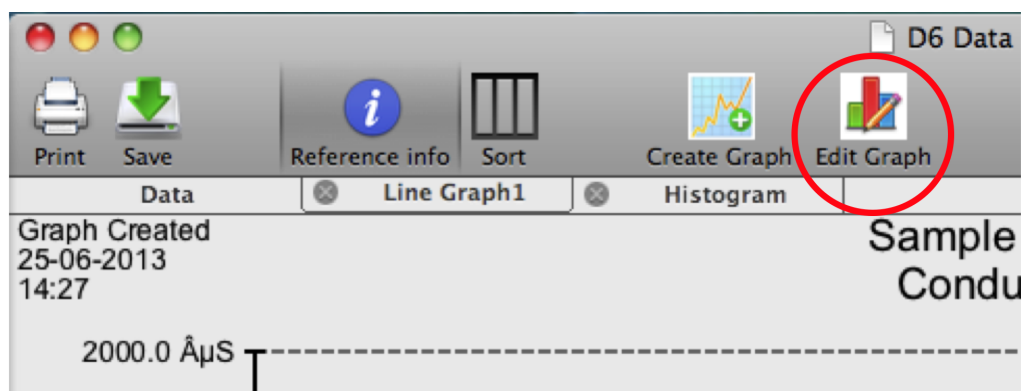 D6 Data
Print Save Reference info Sort Create Graph Edit Graph
Data Line Graph1 Histogram
Graph Created
25-06-2013
14:27
Sample
Condu
2000.0 ÂµS